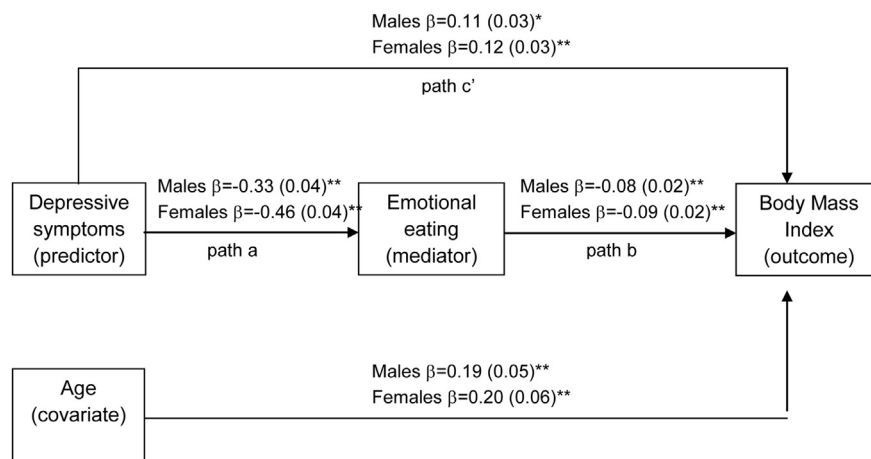 Males β=0.11 (0.03)*
Females β=0.12 (0.03)**
path c’
Depressive
symptoms
(predictor)
Males β=-0.33 (0.04)**
Females β=-0.46 (0.04)**
path a
Emotional
eating
(mediator)
Males β=-0.08 (0.02)**
Females β=-0.09 (0.02)**
path b
Body Mass
Index
(outcome)
Age
(covariate)
Males β=0.19 (0.05)**
Females β=0.20 (0.06)**